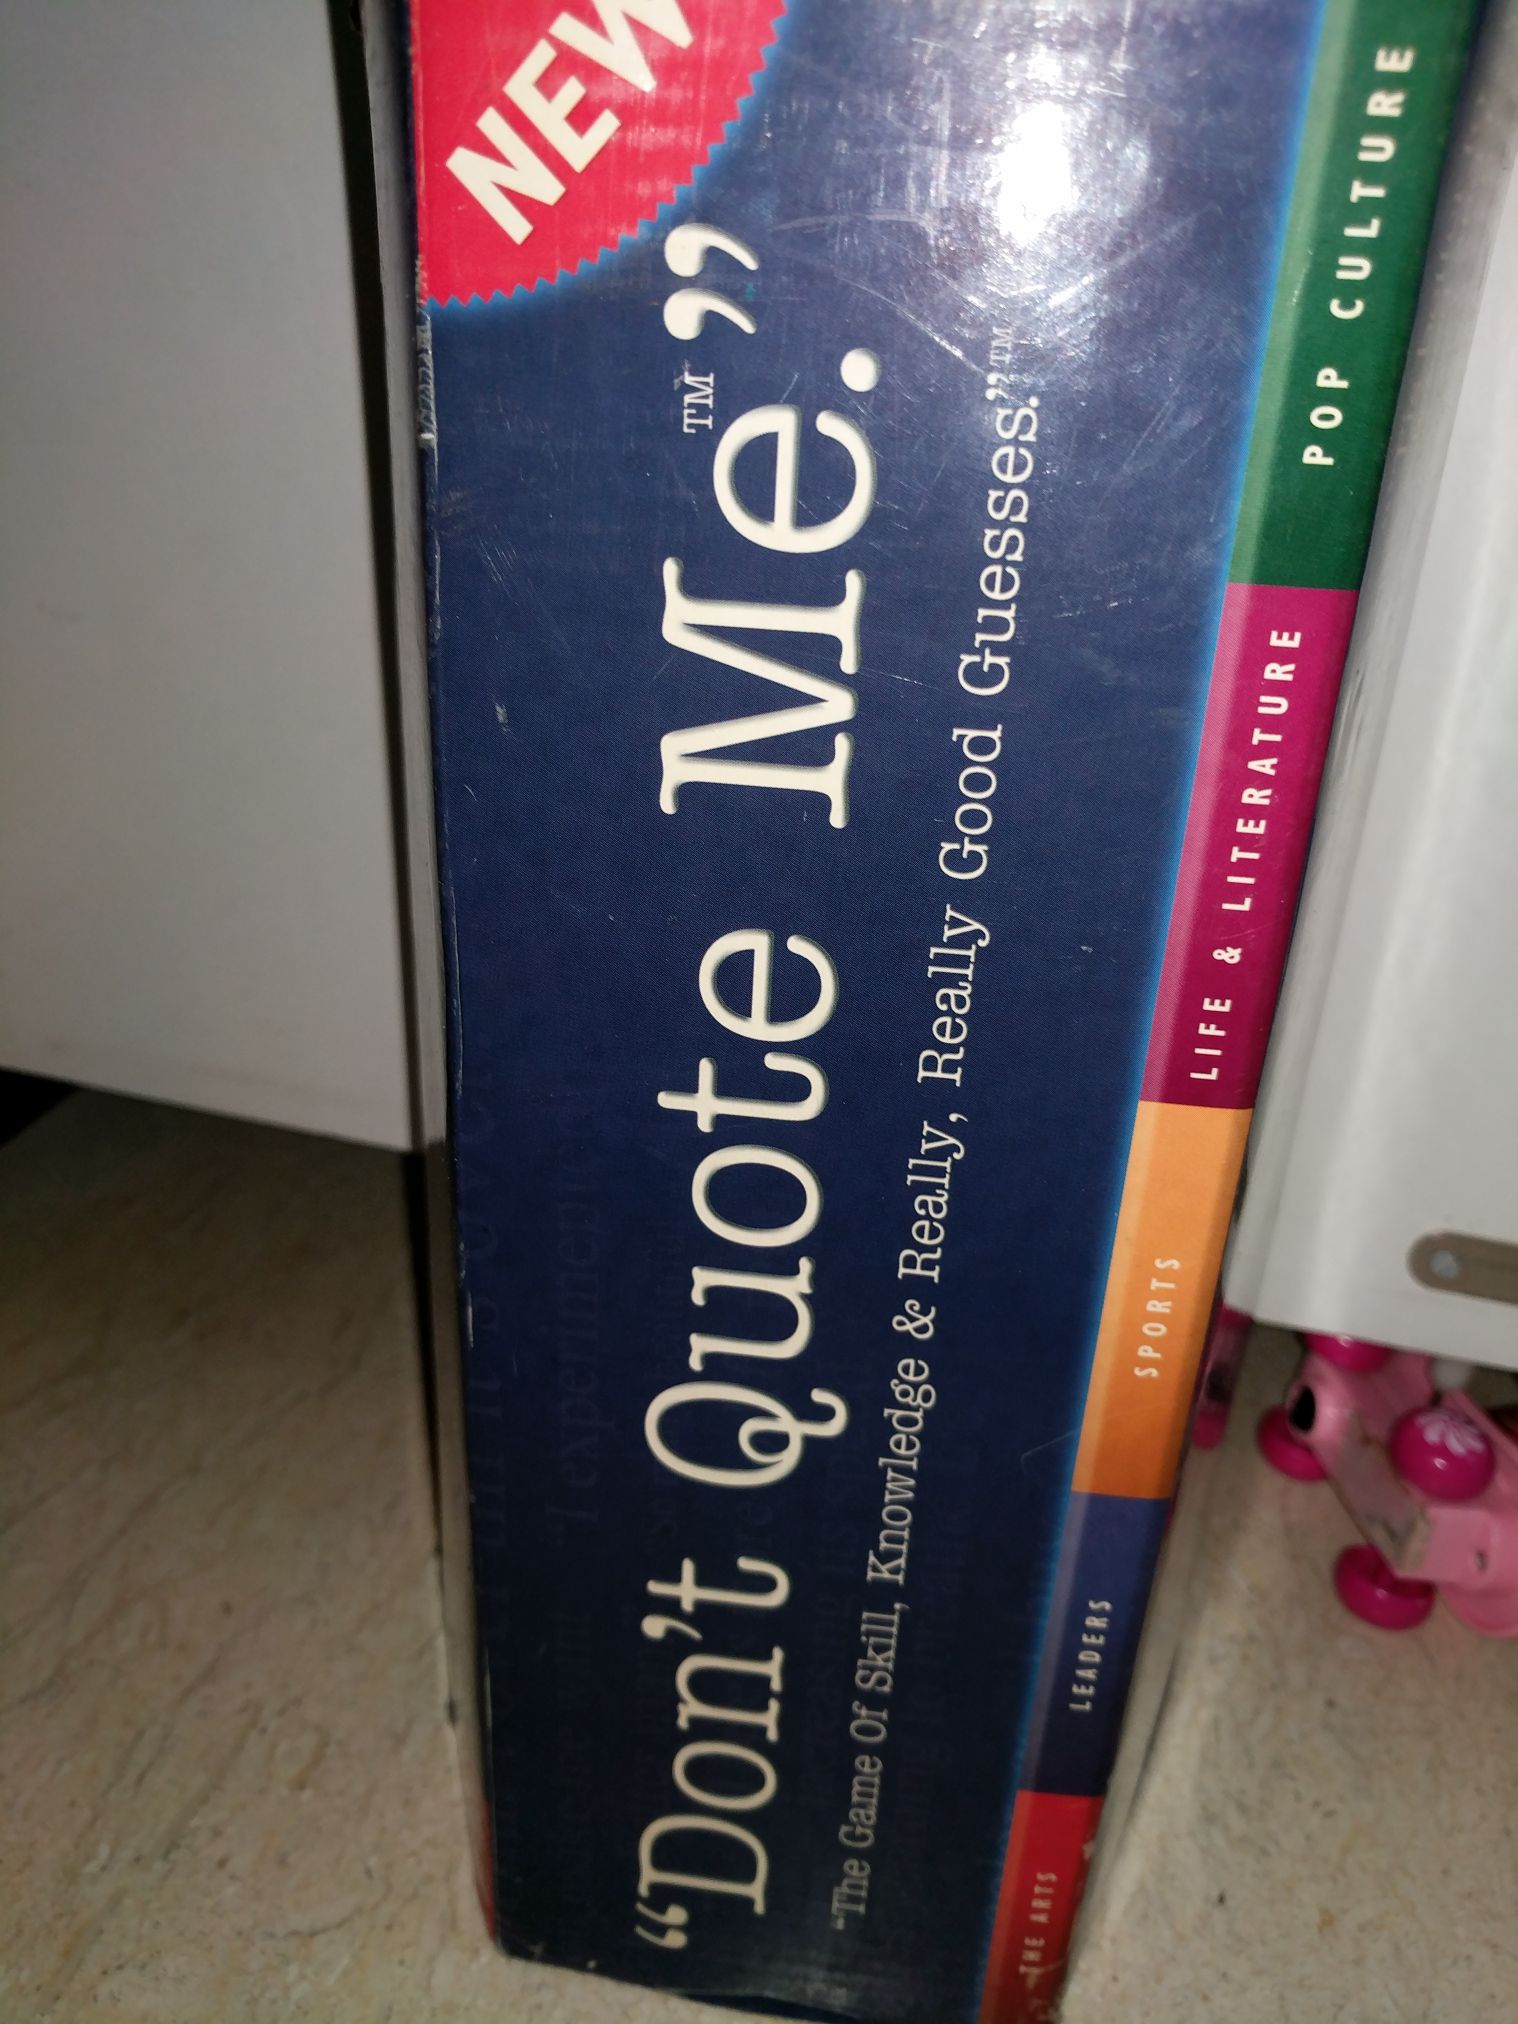 NEW
"Don't Quote Me.™"
"The Game Of Skill, Knowledge & Really, Really Good Guesses."™
THE ARTS
LEADERS
SPORTS
LIFE & LITERATURE
POP CULTURE